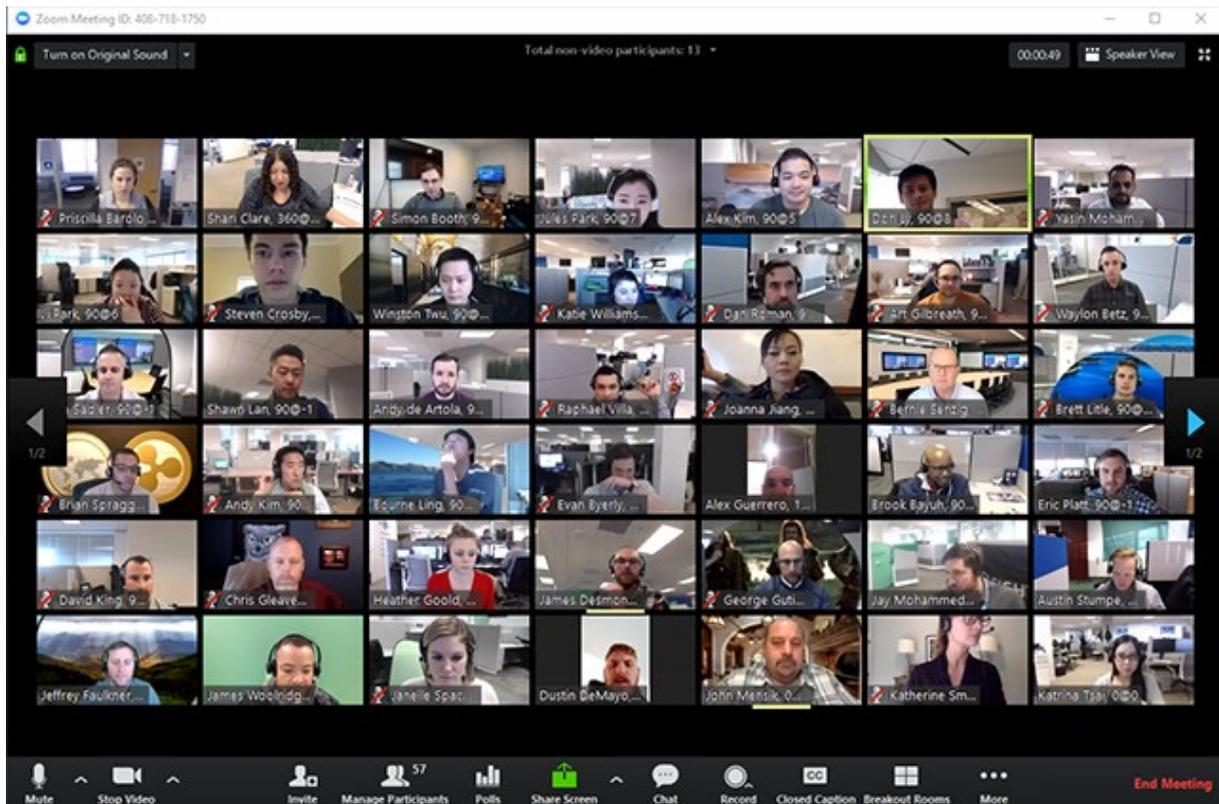 Zoom Meeting ID: 408-718-1750
Turn on Original Sound
Total non-video participants: 13
00:00:49
Speaker View
Priscilla Barolo ...
Shari Clare, 360@...
Simon Booth, 9...
Jules Park, 90@7
Alex Kim, 90@5
Don Ly, 90@8
Yasin Moham...
Park, 90@6
Steven Crosby,...
Winston Twu, 90@...
Katie Williams...
Dan Roman, 9
Art Gilbreath, 9...
Waylon Betz, 9...
Sadler, 90@-1
Shawn Lan, 90@-1
Andy de Artola, 9...
Raphael Villa, ...
Joanna Jiang, ...
Bernie Senzig
Brett Litle, 90@...
1/2
1/2
Brian Spragg...
Andy Kim, 90
Bourne Ling, 90...
Evan Byerly, ...
Alex Guerrero, 1...
Brook Bayuh, 90...
Eric Platt, 90@-1
David King, 9...
Chris Gleave...
Heather Goold, ...
James Desmon...
George Guti...
Jay Mohammed...
Austin Stumpe, ...
Jeffrey Faulkner,...
James Woolridg...
Janelle Spac...
Dustin DeMayo,...
John Mensik, 0...
Katherine Sm...
Katrina Tsai, 0@0
57
Mute
Stop Video
Invite
Manage Participants
Polls
Share Screen
Chat
Record
CC
Closed Caption
Breakout Rooms
More
End Meeting